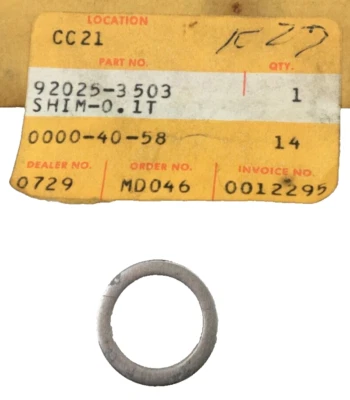 LOCATION
CC21
PART NO. QTY.
92025-3503 1
SHIM-0.1T
0000-40-58 14
DEALER NO. ORDER NO. INVOICE NO.
0729 MD046 0012295